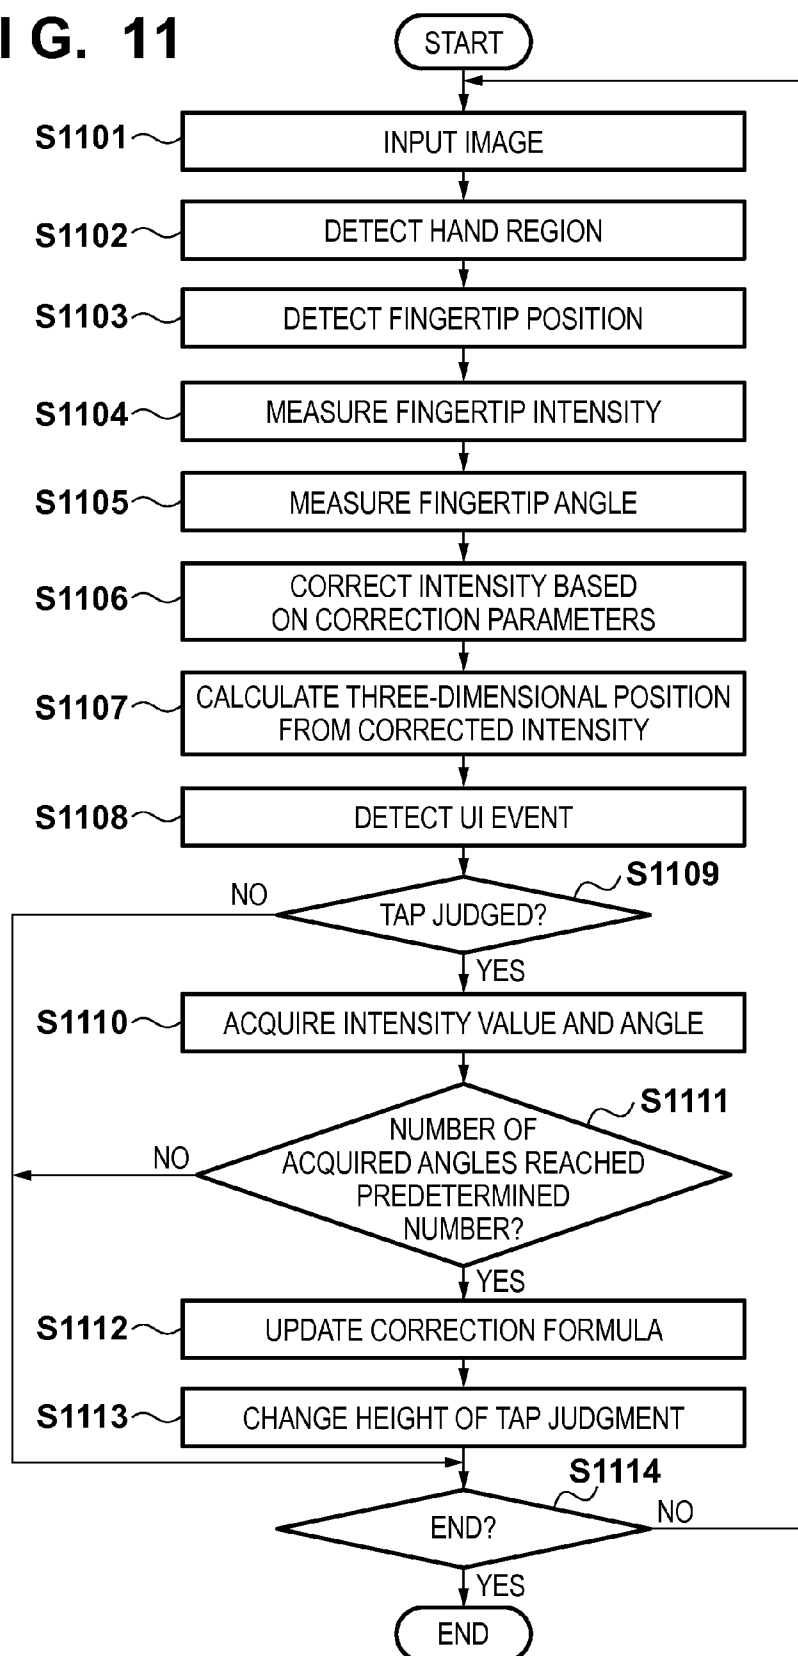 I G. 11
START
S1101
INPUT IMAGE
S1102
DETECT HAND REGION
S1103
DETECT FINGERTIP POSITION
S1104
MEASURE FINGERTIP INTENSITY
S1105
MEASURE FINGERTIP ANGLE
S1106
CORRECT INTENSITY BASED
ON CORRECTION PARAMETERS
S1107
CALCULATE THREE-DIMENSIONAL POSITION
FROM CORRECTED INTENSITY
S1108
DETECT UI EVENT
S1109
NO
TAP JUDGED?
YES
S1110
ACQUIRE INTENSITY VALUE AND ANGLE
S1111
NO
NUMBER OF
ACQUIRED ANGLES REACHED
PREDETERMINED
NUMBER?
YES
S1112
UPDATE CORRECTION FORMULA
S1113
CHANGE HEIGHT OF TAP JUDGMENT
S1114
END?
NO
YES
END